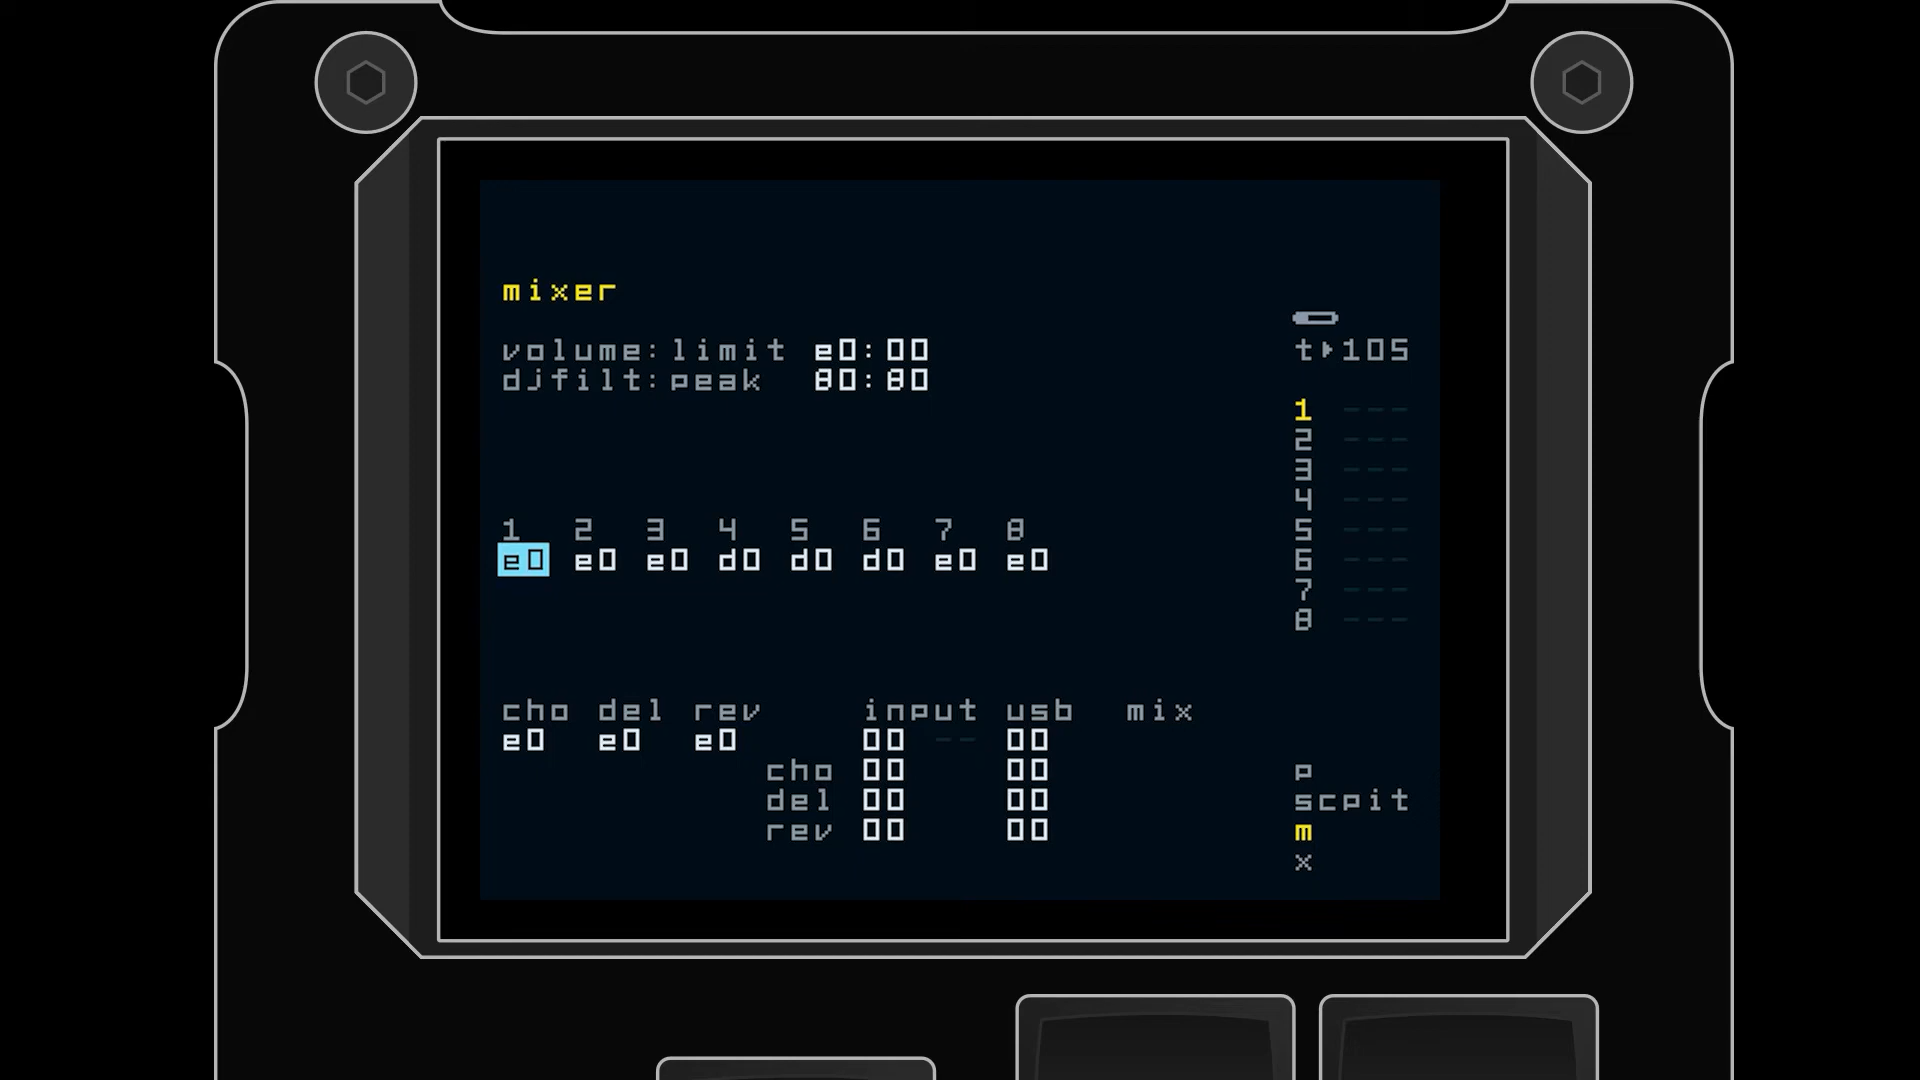 mixer
volume:limit e0:00
djfilt:peak 80:80
t▸105
1 ---
2 ---
3 ---
4 ---
5 ---
6 ---
7 ---
8 ---
1 2 3 4 5 6 7 8
e0 e0 e0 d0 d0 d0 e0 e0
cho del rev input usb mix
e0 e0 e0 00 -- 00
cho 00 00
del 00 00
rev 00 00
p
scpit
m
x